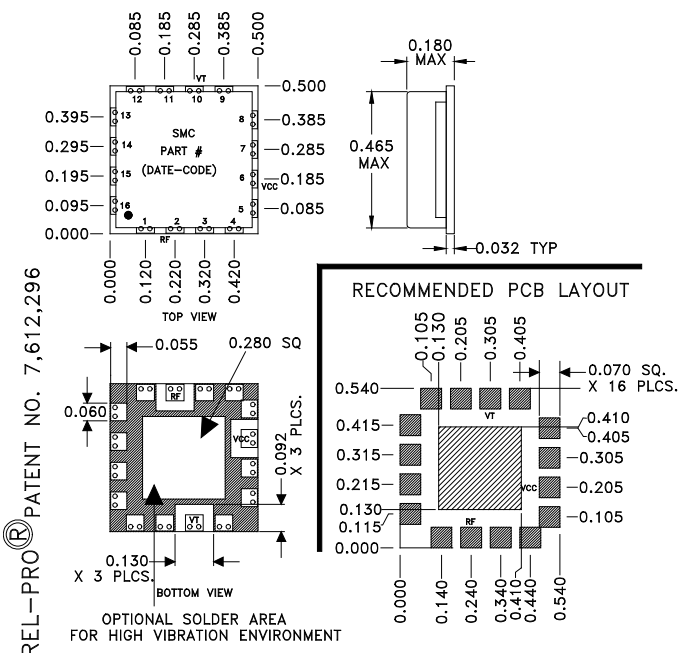 0.085
0.185
0.285
0.385
0.500
VT
12
11
10
9
0.500
0.395
13
8
0.385
SMC
0.295
14
PART #
7
0.285
(DATE-CODE)
0.195
15
6
VCC
0.185
0.095
16
5
0.085
1
2
3
4
0.000
RF
0.000
0.120
0.220
0.320
0.420
TOP VIEW
0.180
MAX
0.465
MAX
0.032 TYP
REL-PRO® PATENT NO. 7,612,296
0.055
0.280 SQ
0.060
RF
VCC
0.092
X 3 PLCS.
VT
0.130
X 3 PLCS.
BOTTOM VIEW
OPTIONAL SOLDER AREA
FOR HIGH VIBRATION ENVIRONMENT
RECOMMENDED PCB LAYOUT
0.105
0.130
0.205
0.305
0.405
0.070 SQ.
X 16 PLCS.
0.540
VT
0.415
0.410
0.405
0.315
0.305
0.215
VCC
0.205
0.130
0.115
RF
0.105
0.000
0.000
0.140
0.240
0.340
0.410
0.440
0.540